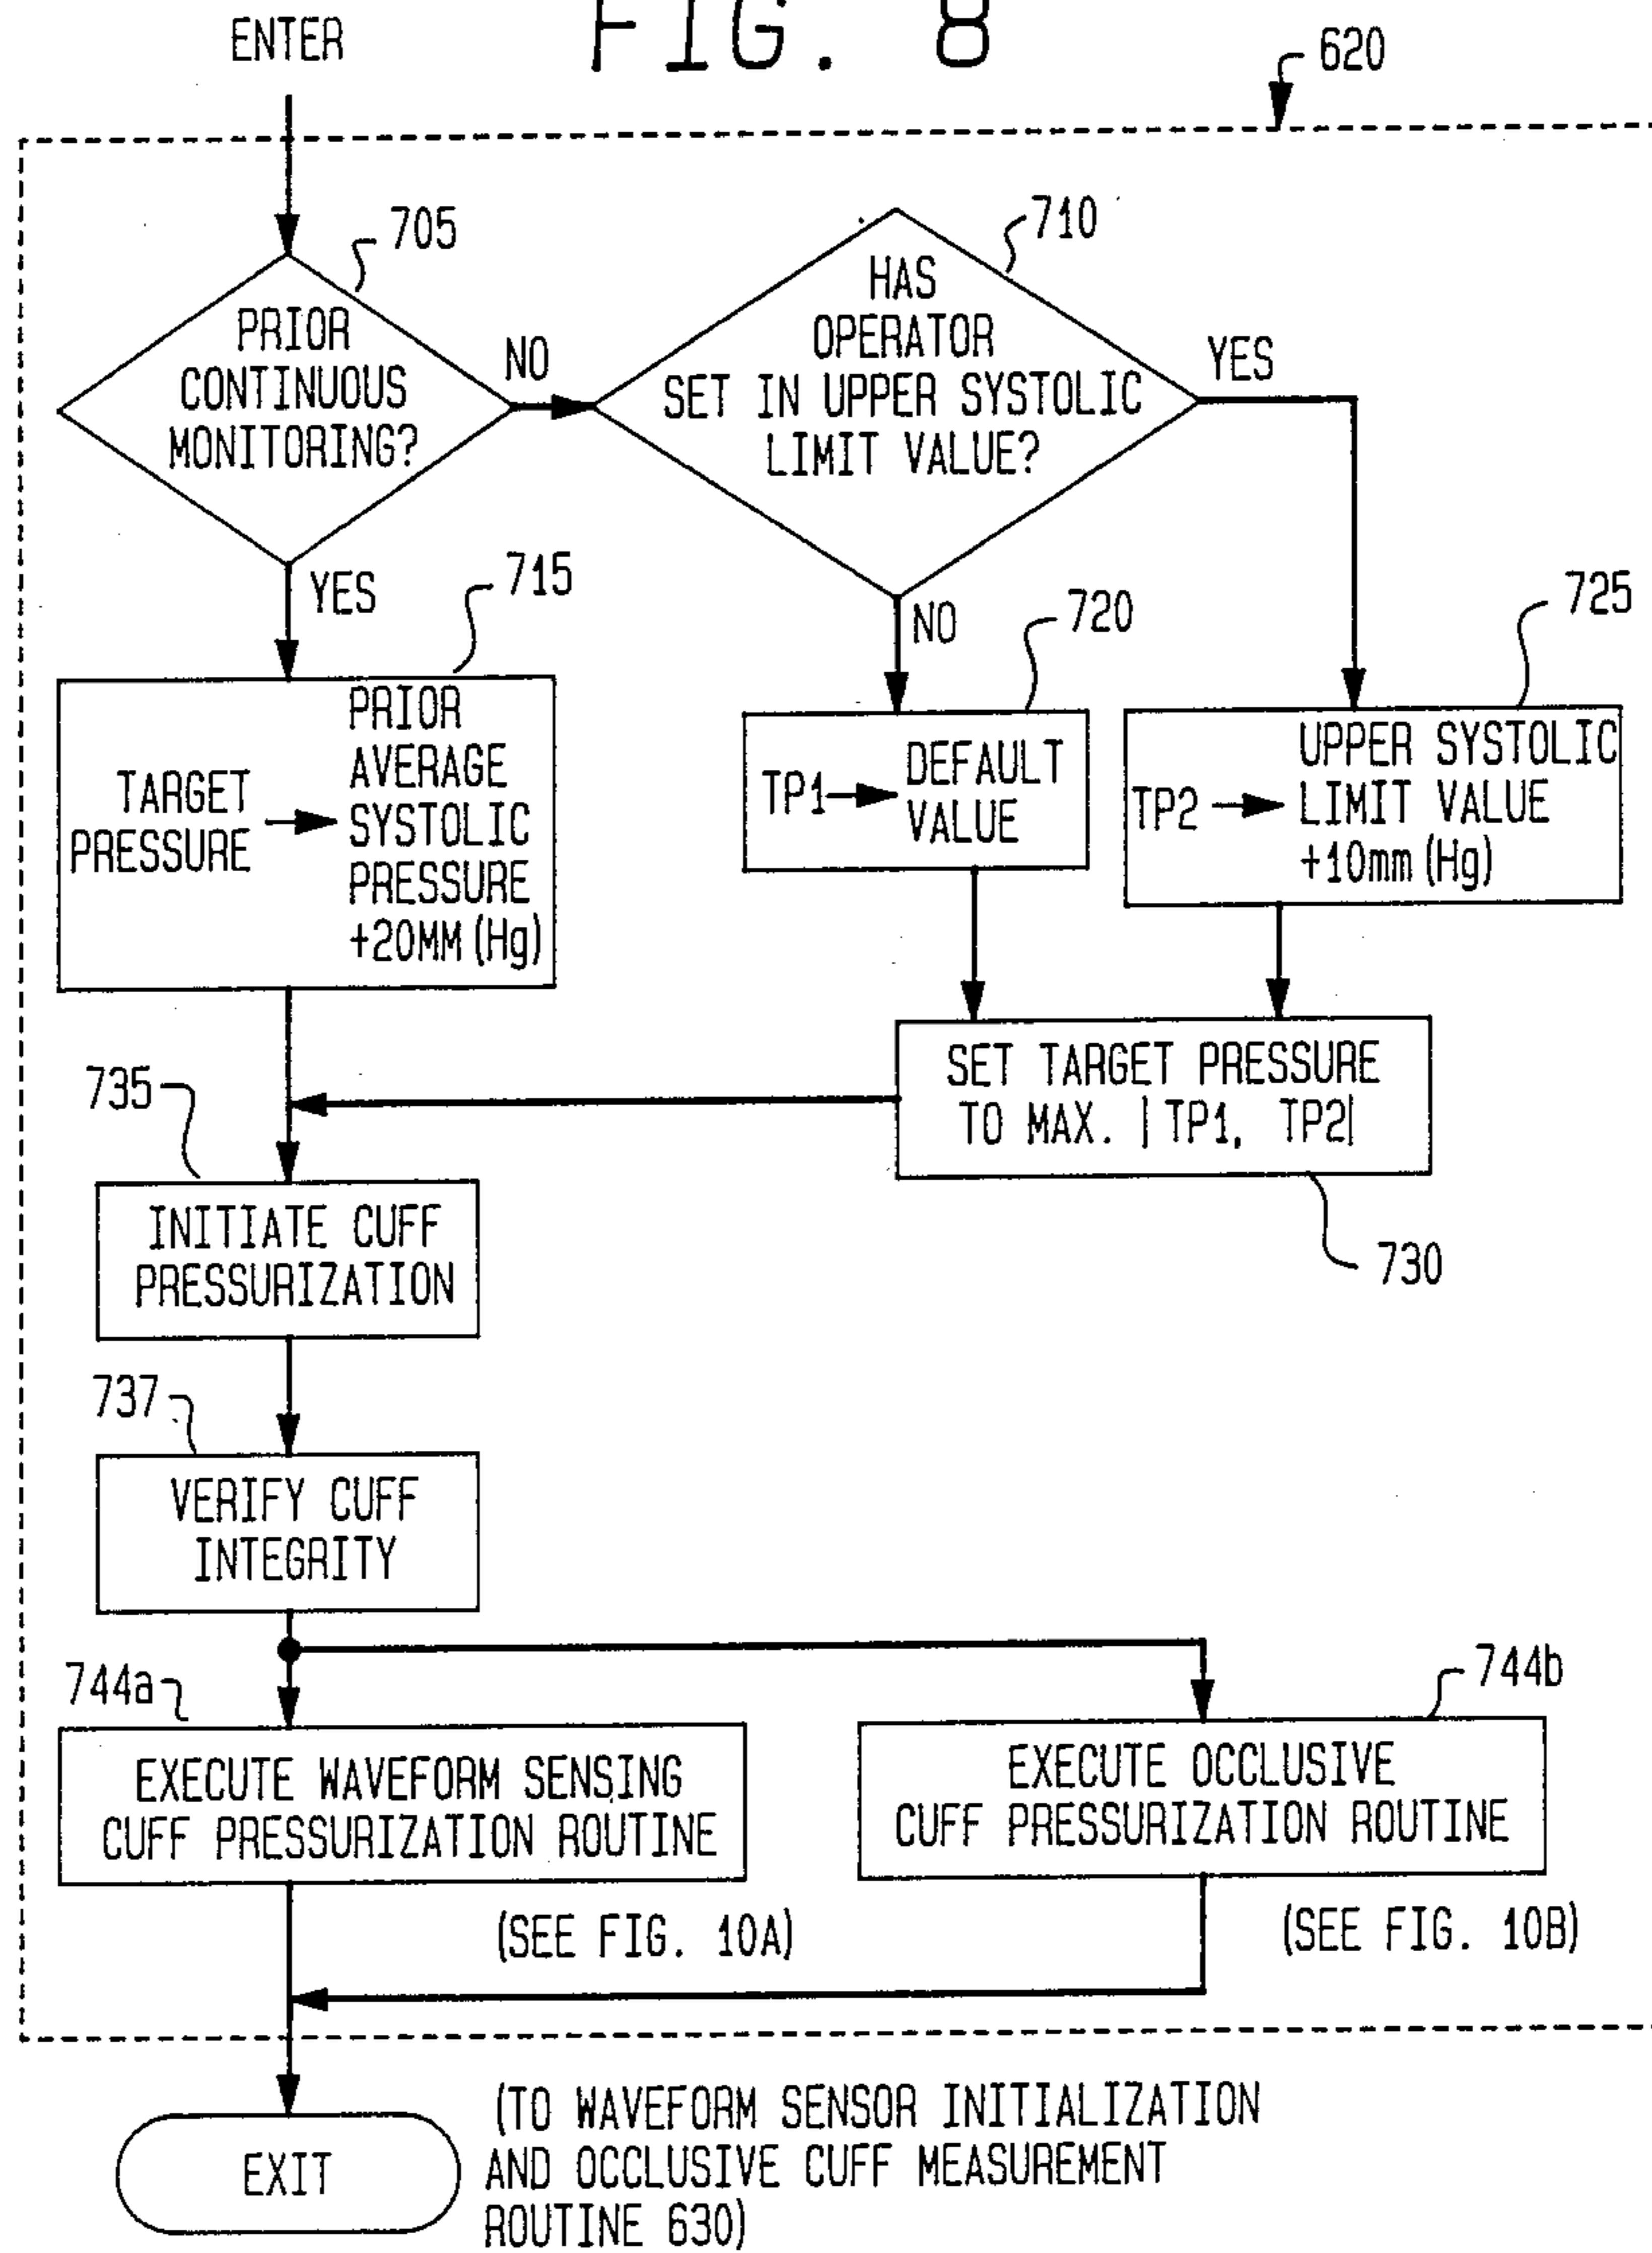 FIG. 8
ENTER
620
705
PRIOR
CONTINUOUS
MONITORING?
NO
710
HAS
OPERATOR
SET IN UPPER SYSTOLIC
LIMIT VALUE?
YES
YES
715
TARGET
PRESSURE
PRIOR
AVERAGE
SYSTOLIC
PRESSURE
+20MM (Hg)
NO
720
TP1
DEFAULT
VALUE
725
TP2
UPPER SYSTOLIC
LIMIT VALUE
+10mm (Hg)
SET TARGET PRESSURE
TO MAX. | TP1, TP2|
730
735
INITIATE CUFF
PRESSURIZATION
737
VERIFY CUFF
INTEGRITY
744a
EXECUTE WAVEFORM SENSING
CUFF PRESSURIZATION ROUTINE
(SEE FIG. 10A)
744b
EXECUTE OCCLUSIVE
CUFF PRESSURIZATION ROUTINE
(SEE FIG. 10B)
EXIT
(TO WAVEFORM SENSOR INITIALIZATION
AND OCCLUSIVE CUFF MEASUREMENT
ROUTINE 630)